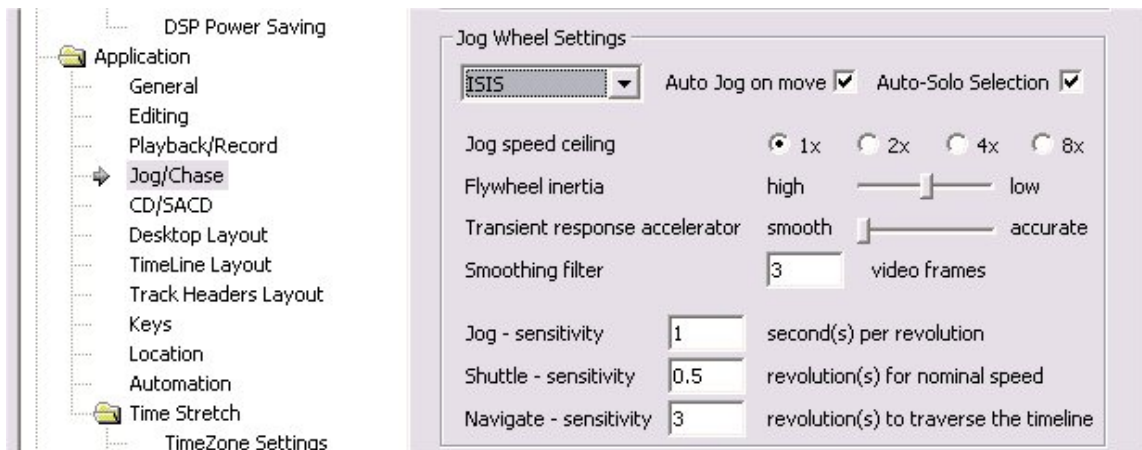 DSP Power Saving
Application
General
Editing
Playback/Record
Jog/Chase
CD/SACD
Desktop Layout
TimeLine Layout
Track Headers Layout
Keys
Location
Automation
Time Stretch
TimeZone Settings
Jog Wheel Settings
ISIS Auto Jog on move Auto-Solo Selection
Jog speed ceiling 1x 2x 4x 8x
Flywheel inertia high low
Transient response accelerator smooth accurate
Smoothing filter 3 video frames
Jog - sensitivity 1 second(s) per revolution
Shuttle - sensitivity 0.5 revolution(s) for nominal speed
Navigate - sensitivity 3 revolution(s) to traverse the timeline